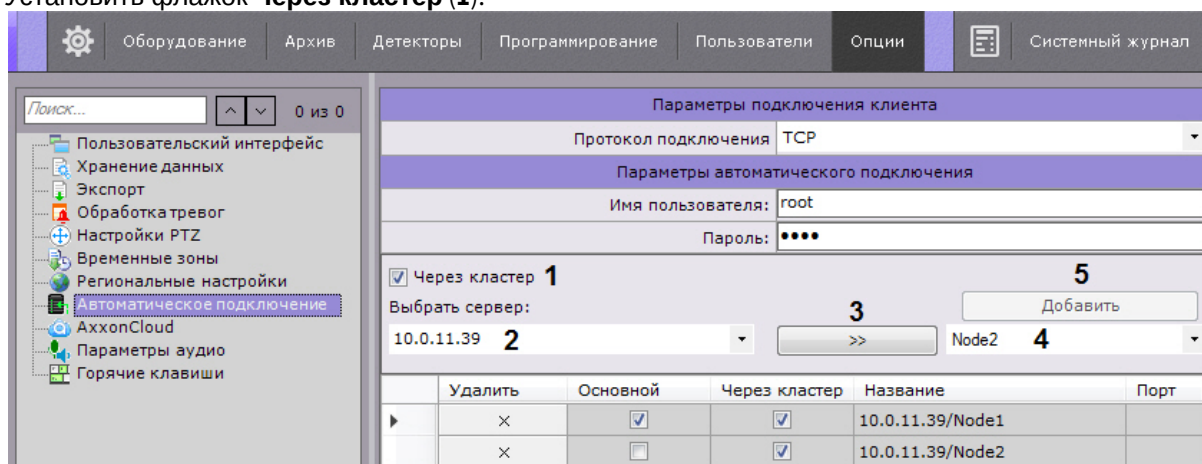 Установить флажок Через кластер (1).
Оборудование Архив Детекторы Программирование Пользователи Опции Системный журнал
Поиск... 0 из 0
Пользовательский интерфейс
Хранение данных
Экспорт
Обработка тревог
Настройки PTZ
Временные зоны
Региональные настройки
Автоматическое подключение
AxxonCloud
Параметры аудио
Горячие клавиши
Параметры подключения клиента
Протокол подключения TCP
Параметры автоматического подключения
Имя пользователя: root
Пароль: ••••
Через кластер 1
5
Выбрать сервер:
3
Добавить
10.0.11.39 2 >> Node2 4
Удалить Основной Через кластер Название Порт
10.0.11.39/Node1
10.0.11.39/Node2